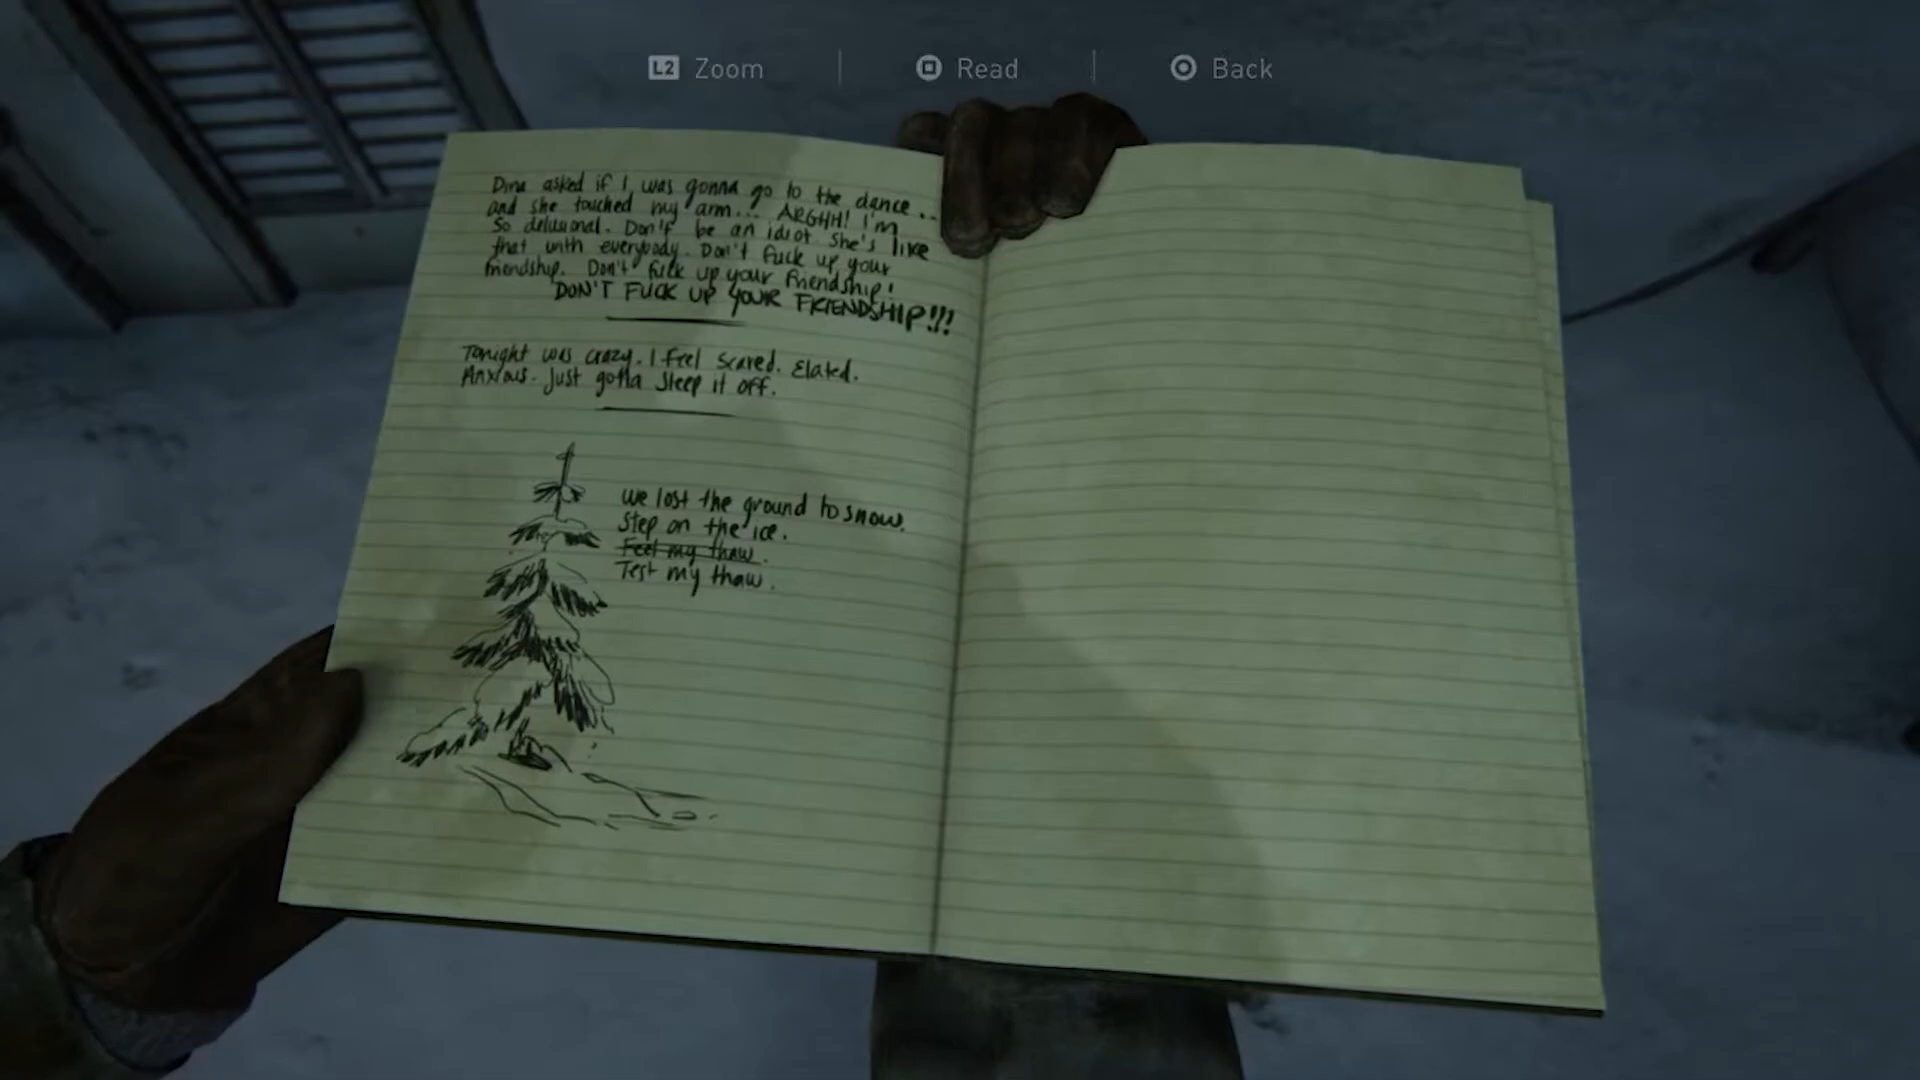 L2 Zoom | Read | Back
Dina asked if I was gonna go to the dance..
and she touched my arm... ARGHH! I'm
so delusional. Don't be an idiot. She's like
that with everybody. Don't fuck up your
friendship. Don't fuck up your friendship!
DON'T FUCK UP YOUR FRIENDSHIP!!!
Tonight was crazy. I feel scared. Elated.
Anxious. Just gotta sleep it off.
We lost the ground to snow.
Step on the ice.
Feel my thaw.
Test my thaw.